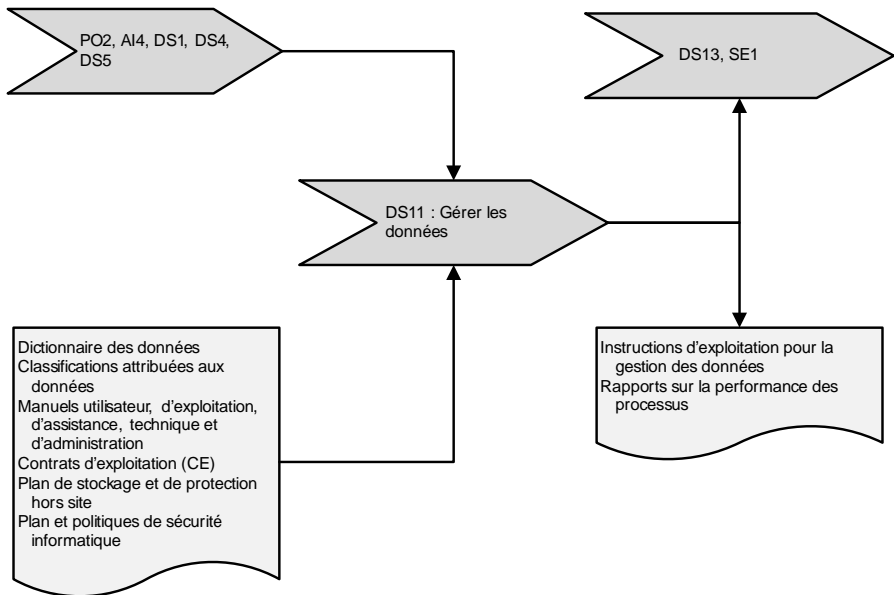 PO2, AI4, DS1, DS4,
DS5
DS13, SE1
DS11 : Gérer les
données
Dictionnaire des données
Classifications attribuées aux
données
Manuels utilisateur, d’exploitation,
d’assistance, technique et
d’administration
Contrats d’exploitation (CE)
Plan de stockage et de protection
hors site
Plan et politiques de sécurité
informatique
Instructions d’exploitation pour la
gestion des données
Rapports sur la performance des
processus